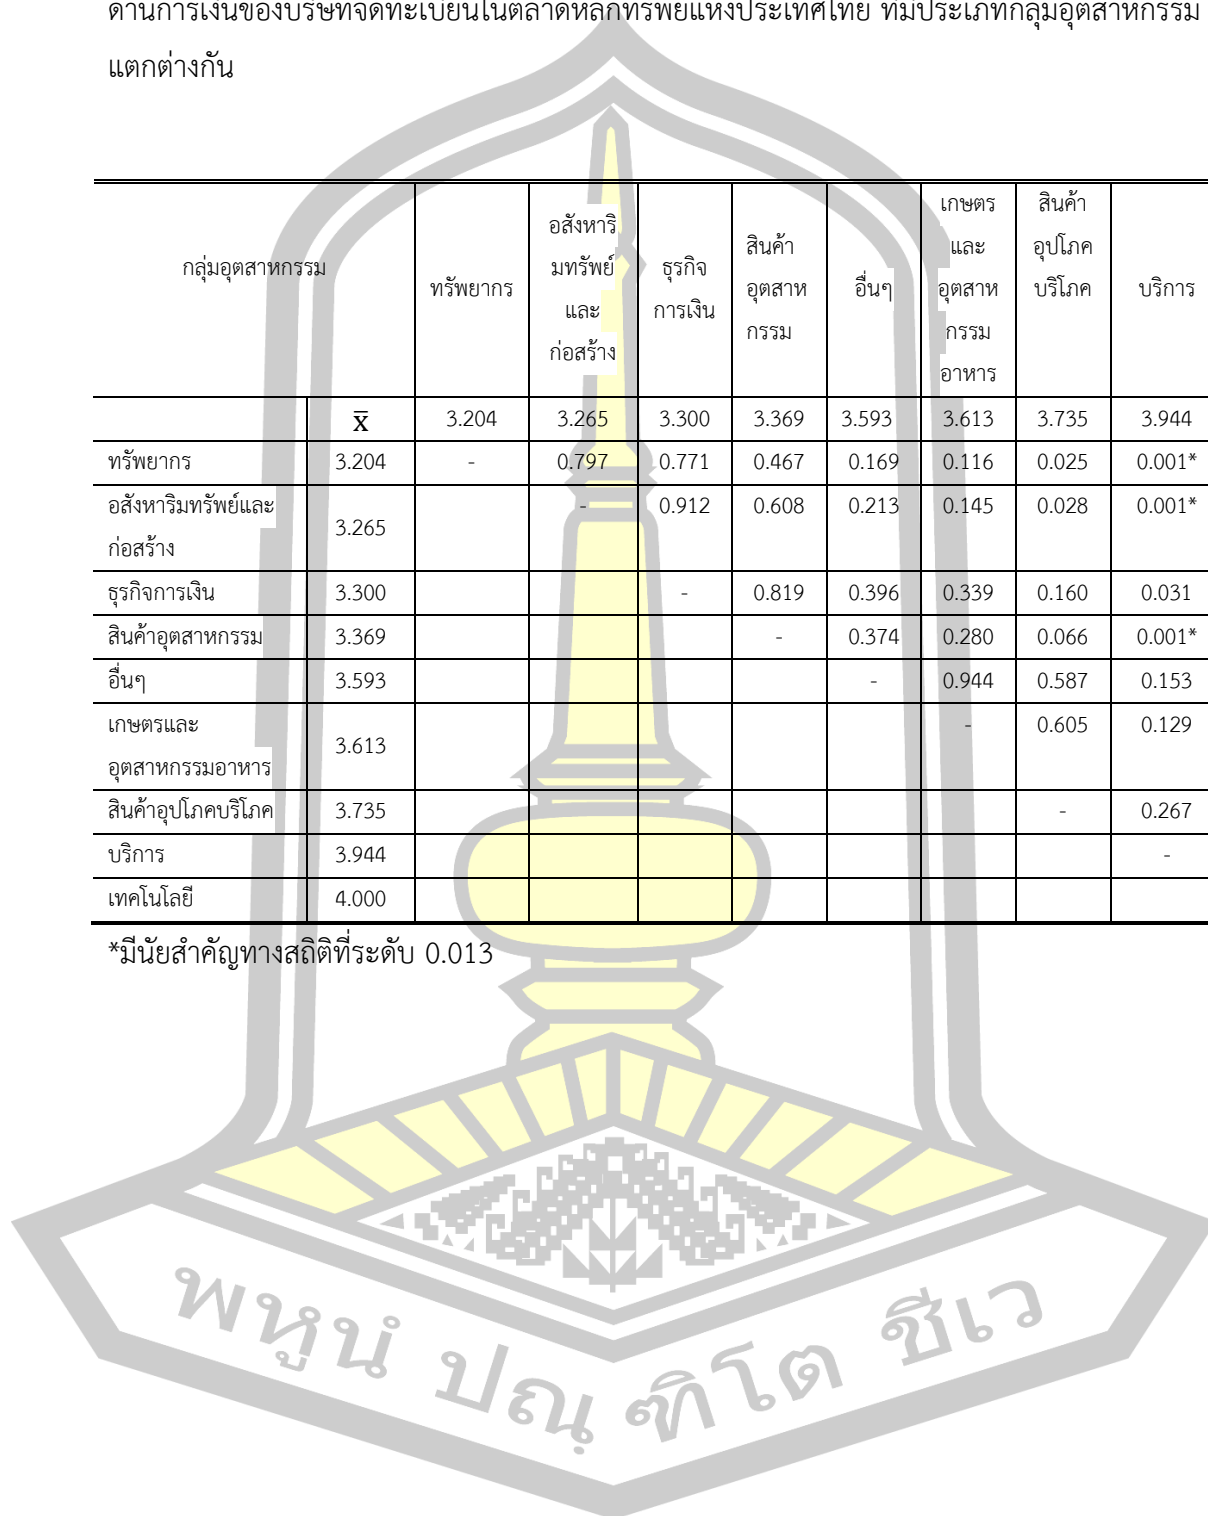 ด้านการเงินของบริษัทจดทะเบียนในตลาดหลักทรัพย์แห่งประเทศไทย ที่มีประเภทกลุ่มอุตสาหกรรม
แตกต่างกัน
กลุ่มอุตสาหกรรม ทรัพยากร อสังหาริมทรัพย์และก่อสร้าง ธุรกิจการเงิน สินค้าอุตสาหกรรม อื่นๆ เกษตรและอุตสาหกรรมอาหาร สินค้าอุปโภคบริโภค บริการ
x̄ 3.204 3.265 3.300 3.369 3.593 3.613 3.735 3.944
ทรัพยากร 3.204 - 0.797 0.771 0.467 0.169 0.116 0.025 0.001*
อสังหาริมทรัพย์และ
ก่อสร้าง 3.265 - 0.912 0.608 0.213 0.145 0.028 0.001*
ธุรกิจการเงิน 3.300 - 0.819 0.396 0.339 0.160 0.031
สินค้าอุตสาหกรรม 3.369 - 0.374 0.280 0.066 0.001*
อื่นๆ 3.593 - 0.944 0.587 0.153
เกษตรและ
อุตสาหกรรมอาหาร 3.613 - 0.605 0.129
สินค้าอุปโภคบริโภค 3.735 - 0.267
บริการ 3.944 -
เทคโนโลยี 4.000
*มีนัยสำคัญทางสถิติที่ระดับ 0.013
พหูนํ ปณฺฑิโต ชีเว